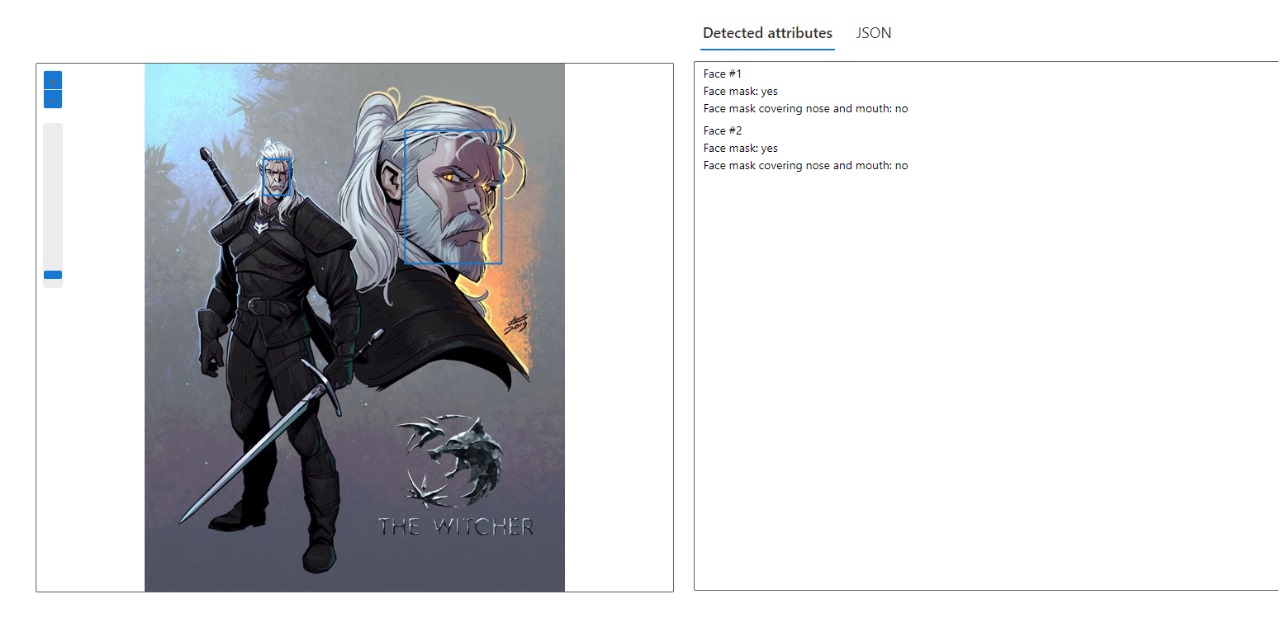 Detected attributes JSON
Face #1
Face mask: yes
Face mask covering nose and mouth: no
Face #2
Face mask: yes
Face mask covering nose and mouth: no
2019
THE WITCHER